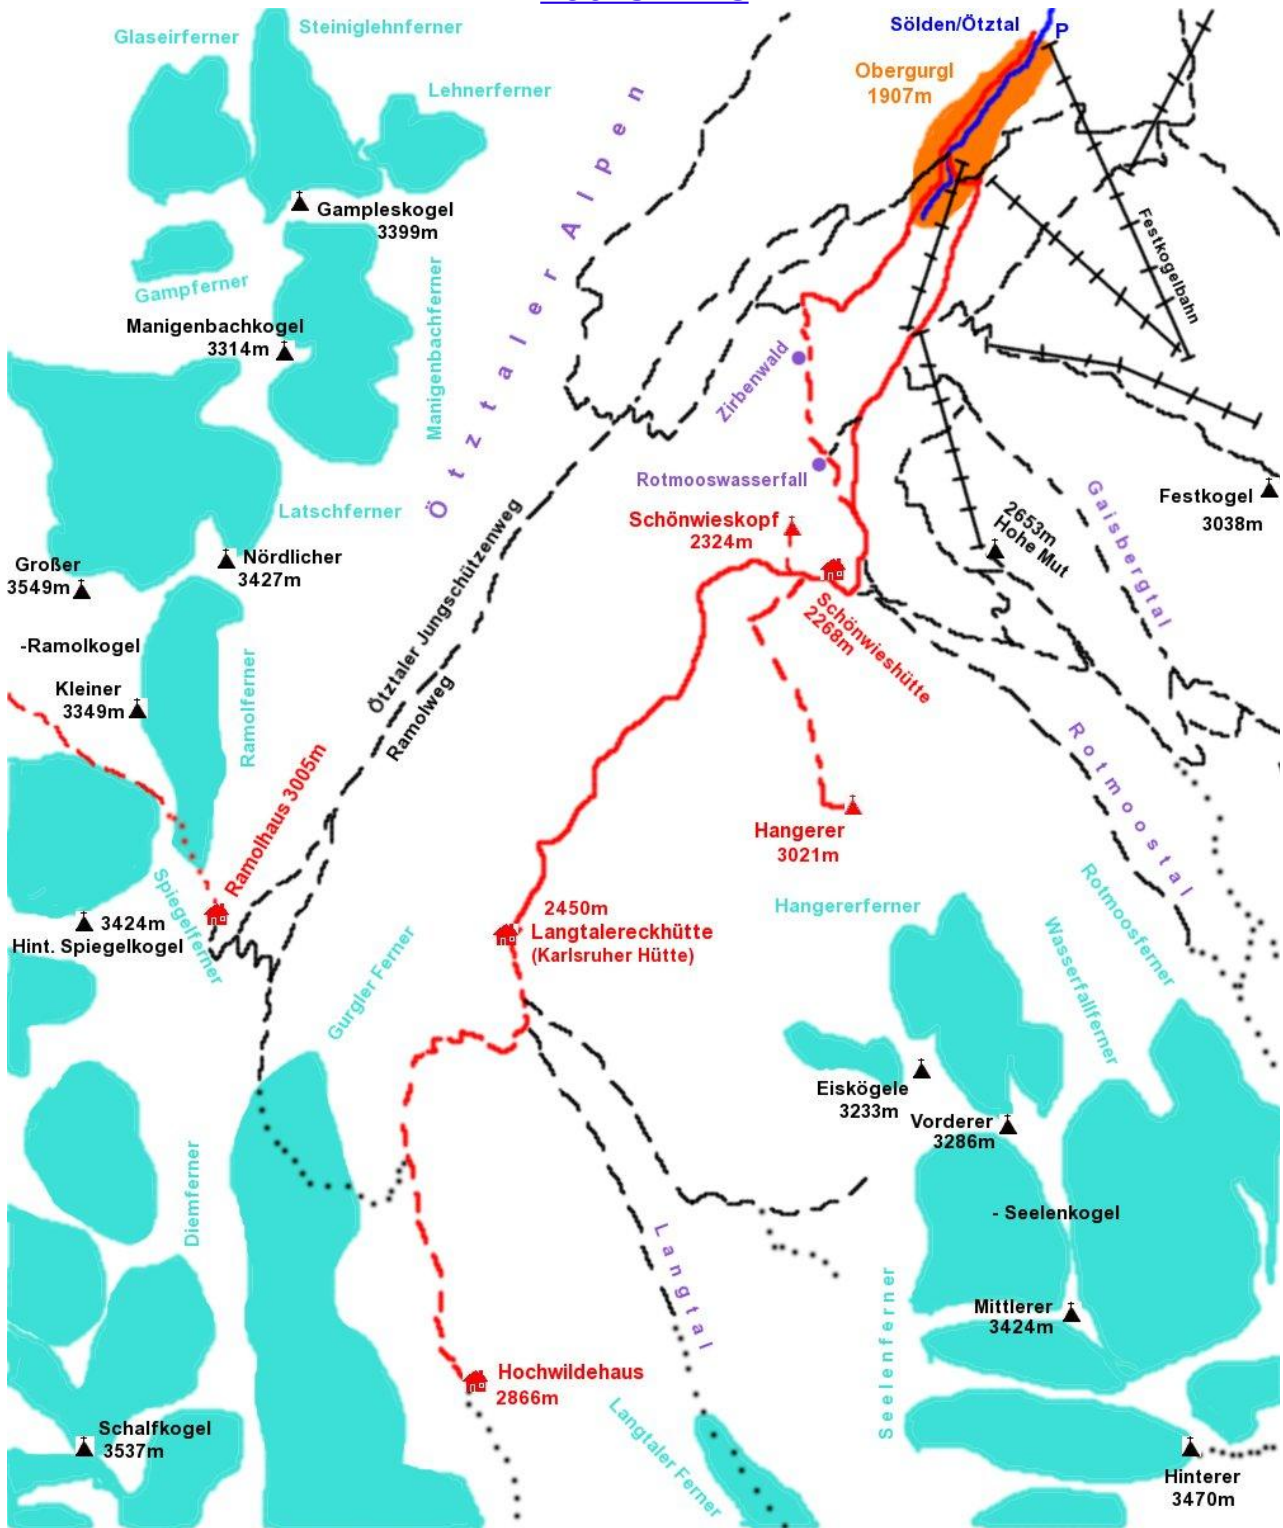 Sölden/Ötztal
P
Steiniglehnferner
Glaseirferner
Obergurgl
1907m
Lehnerferner
Ötztaler Alpen
Gampleskogel
3399m
Festkogelbahn
Gampferner
Manigenbachferner
Manigenbachkogel
3314m
Zirbenwald
Rotmooswasserfall
Gaisbergtal
Festkogel
3038m
Latschferner
Schönwieskopf
2324m
2653m
Hohe Mut
Nördlicher
3427m
Großer
3549m
Ötztaler Jungschützenweg
Ramolweg
Schönwieshütte
2268m
-Ramolkogel
Ramolferner
Kleiner
3349m
Rotmoostal
Ramolhaus 3005m
Hangerer
3021m
Spiegelferner
3424m
Hint. Spiegelkogel
2450m
Langtalereckhütte
(Karlsruher Hütte)
Hangererferner
Rotmoosferner
Wasserfallferner
Gurgler Ferner
Eiskögele
3233m
Vorderer
3286m
Diemferner
- Seelenkogel
Langtal
Seelenferner
Mittlerer
3424m
Hochwildehaus
2866m
Langtaler Ferner
Schalfkogel
3537m
Hinterer
3470m